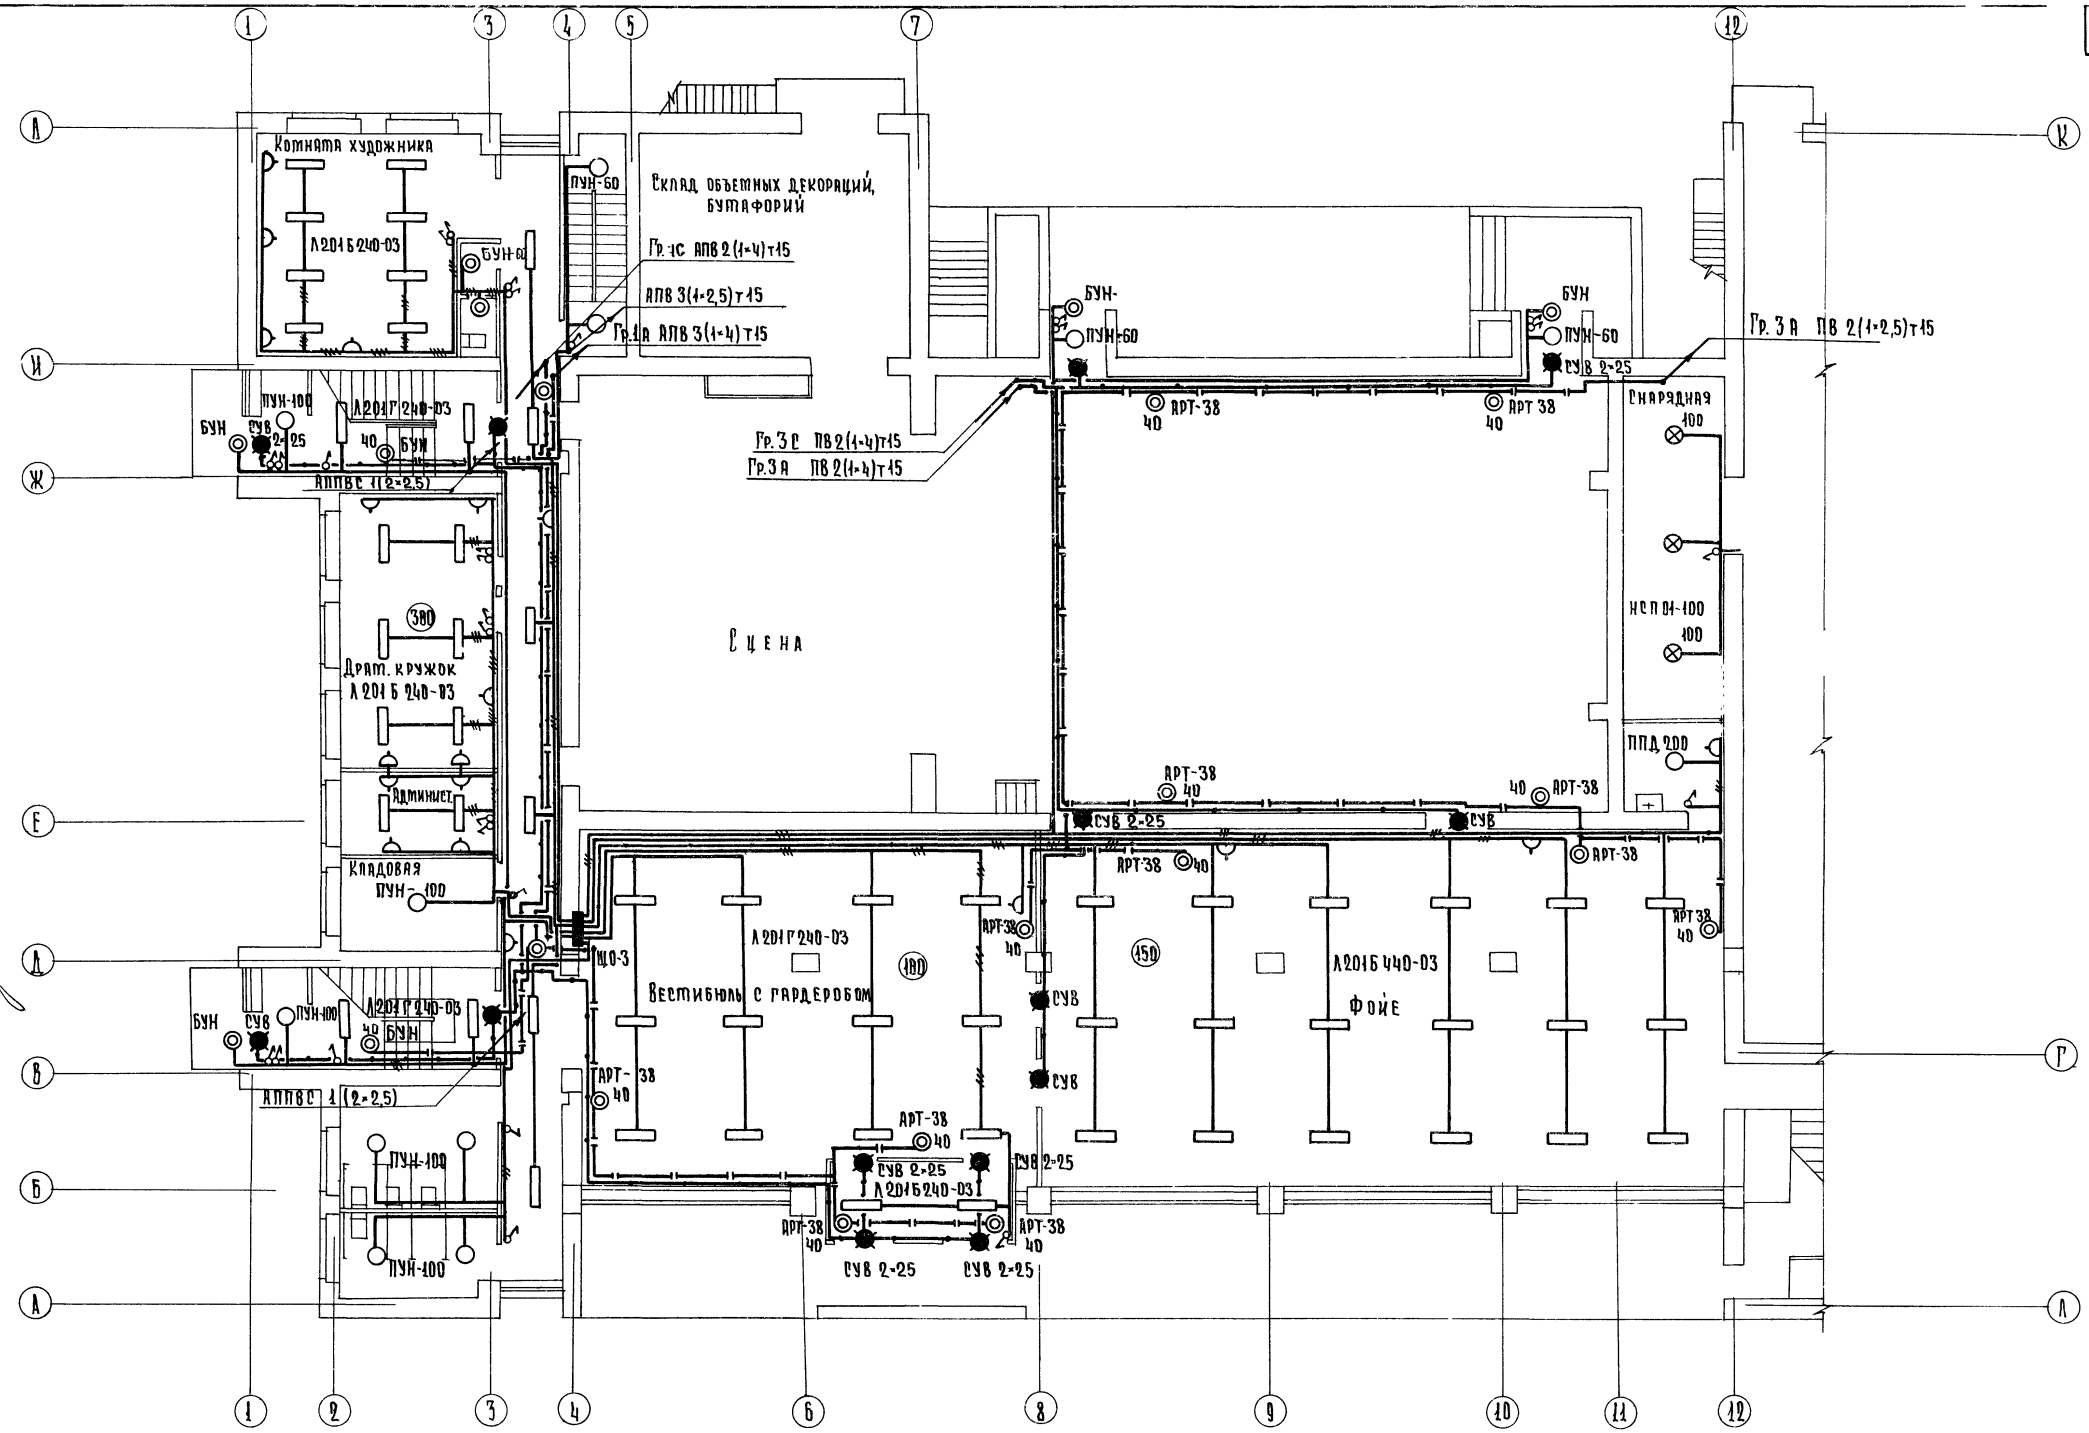 1
3
4
5
7
12
Л
К
Комната художника
ПУН-60
Склад объемных декораций,
бутафорий
Л201Б240-03
БУН-60
Гр.1С АПВ2(1×4)т15
АПВ3(1×2,5)т15
Гр.1А АПВ3(1×4)т15
БУН-
ПУН-60
БУН
ПУН-60
СУВ 2×25
Гр.3А ПВ2(1×2,5)т15
И
ПУН-100
Л201Г240-03
БУН
СУВ
2×25
40
БУН
АРТ-38
40
АРТ 38
40
Снарядная
100
Гр.3С ПВ2(1×4)т15
Гр.3А ПВ2(1×4)т15
Ж
АППВС 1(2×2,5)
300
Сцена
НСП01-100
100
Драт. кружок
Л201Б240-03
ППД 200
Админист.
АРТ-38
40
40
АРТ-38
Е
СУВ 2×25
СУВ
АРТ-38
40
АРТ-38
Кладовая
ПУН-100
АРТ-38
40
АРТ 38
40
Л201Г240-03
100
150
Л201Б440-03
Д
ЩО-3
Вестибюль с гардеробом
СУВ
Фойе
БУН
СУВ
ПУН-100
Л201Г240-03
40
БУН
В
Г
АППВС 1(2×2,5)
АРТ-38
40
СУВ
АРТ-38
40
ПУН-100
СУВ 2×25
СУВ 2×25
Л201Б240-03
Б
АРТ-38
40
АРТ-38
40
ПУН-100
СУВ 2×25
СУВ 2×25
А
Л
1
2
3
4
6
8
9
10
11
12